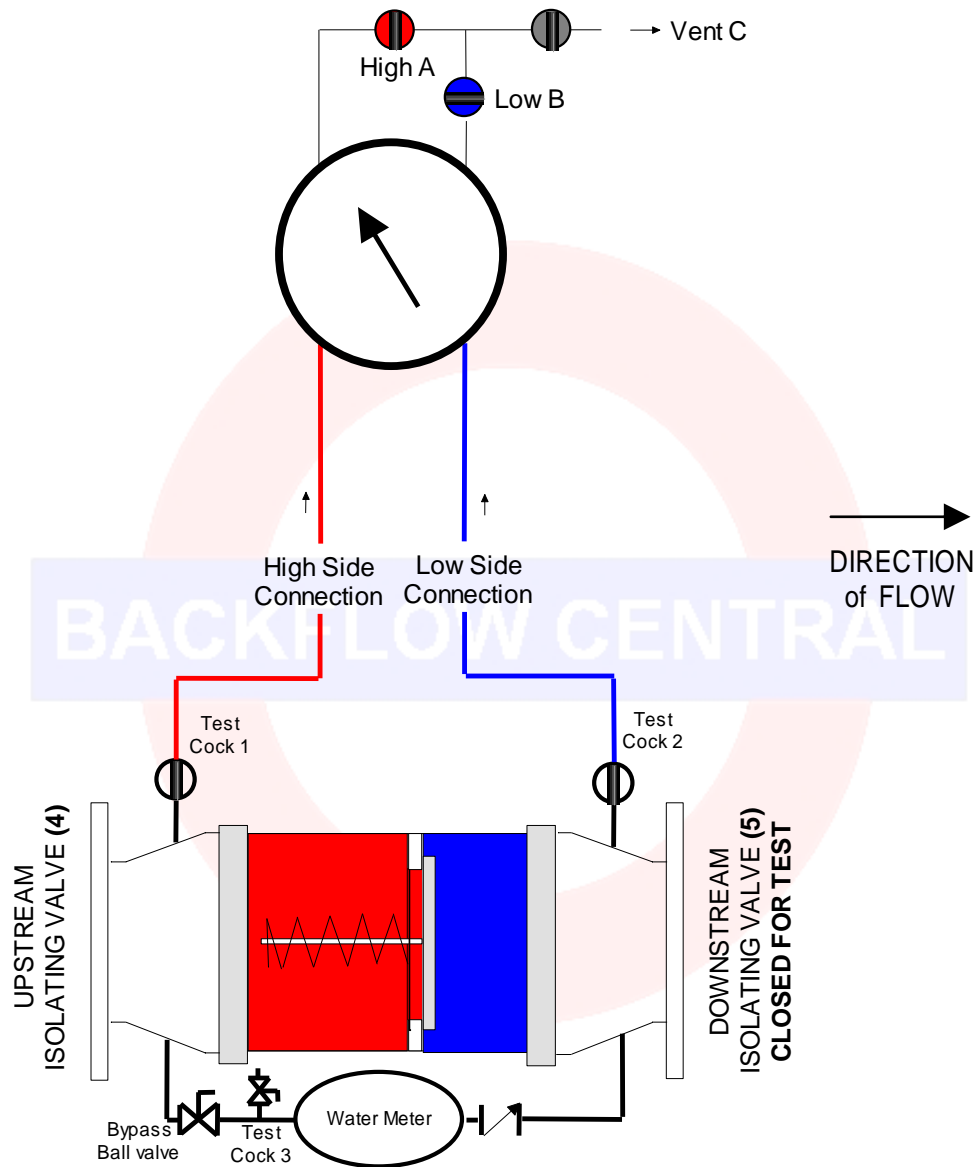 Vent C
High A
Low B
High Side
Connection
Low Side
Connection
DIRECTION
of FLOW
BACKFLOW CENTRAL
Test
Cock 1
Test
Cock 2
UPSTREAM
ISOLATING VALVE (4)
DOWNSTREAM
ISOLATING VALVE (5)
CLOSED FOR TEST
Bypass
Ball valve
Test
Cock 3
Water Meter